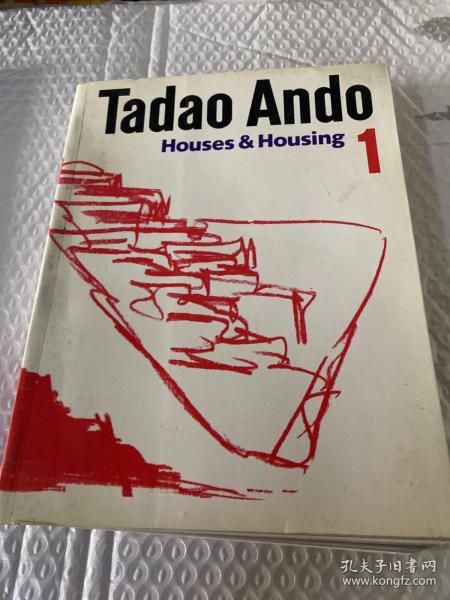 Tadao Ando
Houses & Housing 1
孔夫子旧书网
www.kongfz.com